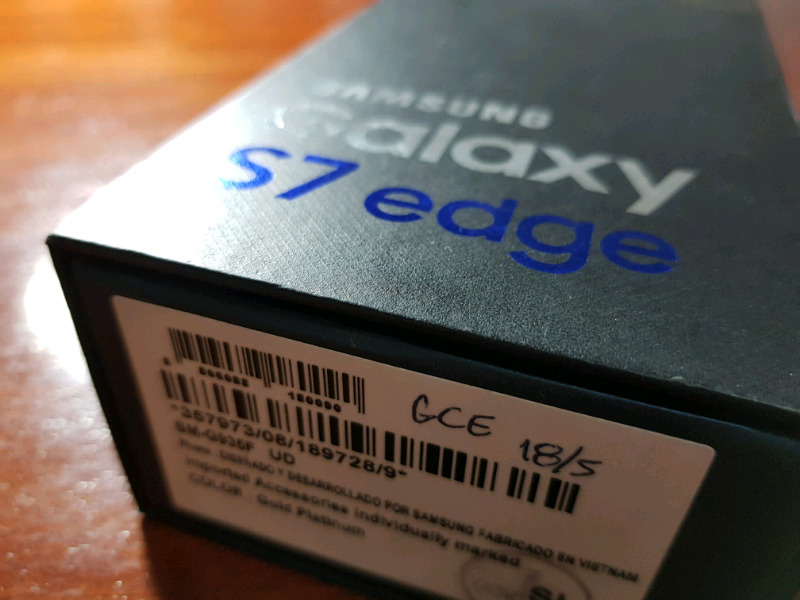 SAMSUNG
Galaxy
S7 edge
GCE 18/5
"357973/08/189728/9"
SM-G935F UD
DISEÑADO Y DESARROLLADO POR SAMSUNG FABRICADO EN VIETNAM
Imported Accessories individually marked
COLOR : Gold Platinum